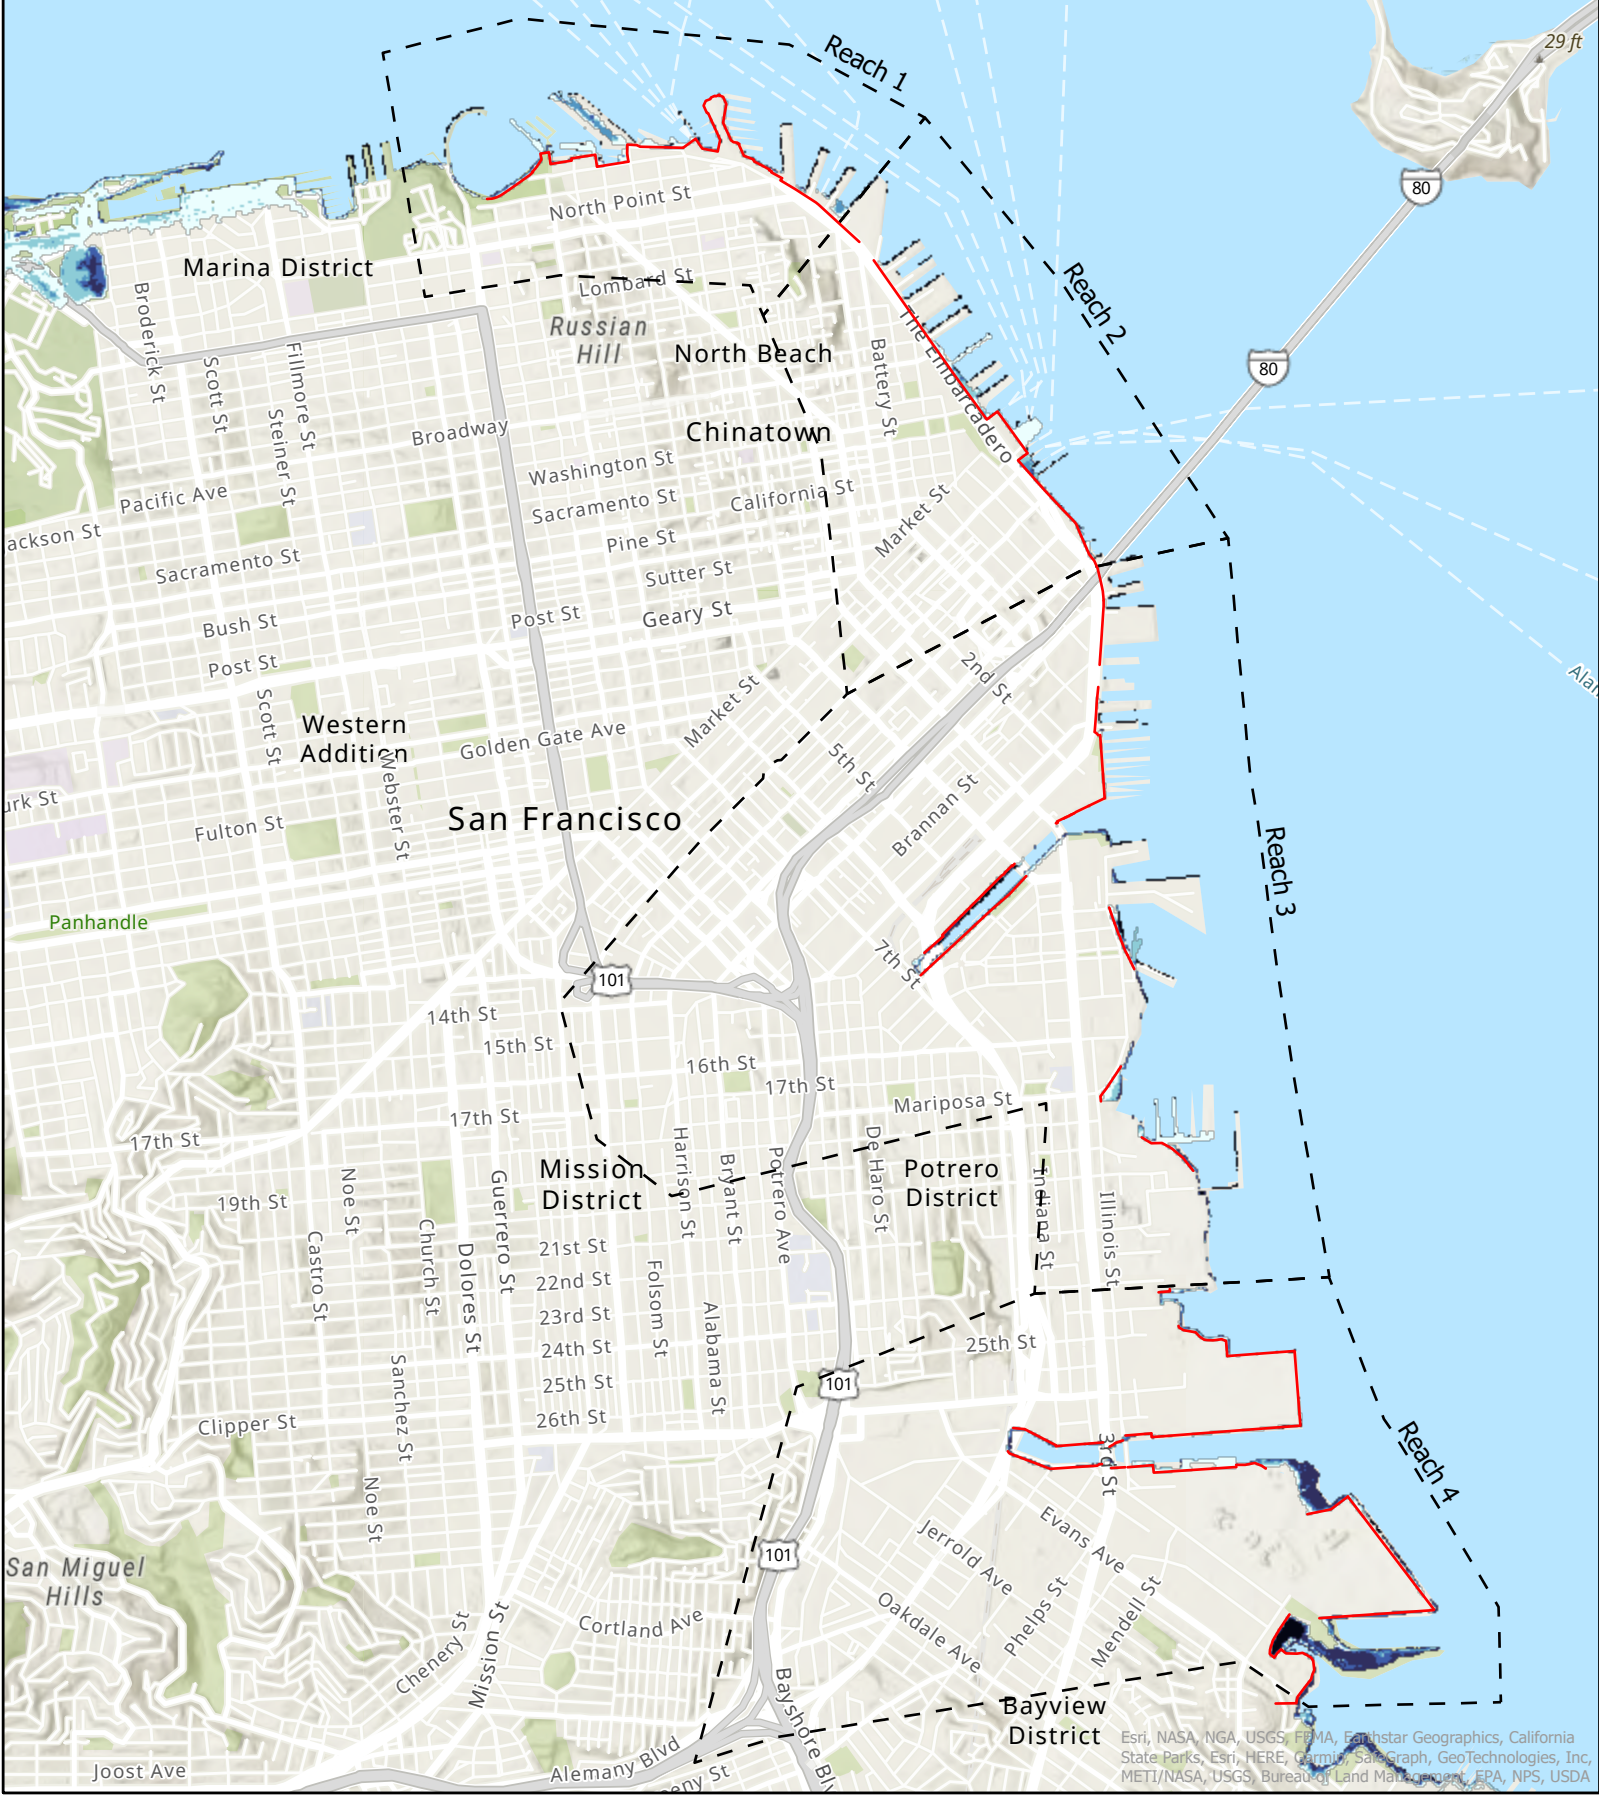 29 ft
Reach 1
80
North Point St
Marina District
Lombard St
Reach 2
Broderick St
Russian
Hill
The Embarcadero
North Beach
80
Scott St
Fillmore St
Battery St
Steiner St
Broadway
Chinatown
Washington St
Pacific Ave
Sacramento St
California St
Market St
ackson St
Pine St
Sacramento St
Sutter St
Bush St
Post St
Geary St
Post St
2nd St
Alan
Scott St
Market St
Western
Addition
Golden Gate Ave
5th St
Webster St
urk St
Brannan St
Fulton St
San Francisco
Reach 3
Panhandle
7th St
101
14th St
15th St
16th St
17th St
Mariposa St
17th St
17th St
Harrison St
Bryant St
Potrero Ave
De Haro St
Mission
District
Potrero
District
Indiana St
Illinois St
Noe St
Guerrero St
19th St
Church St
Castro St
Dolores St
21st St
Folsom St
22nd St
Alabama St
23rd St
24th St
25th St
Sanchez St
25th St
101
26th St
Clipper St
3rd St
Reach 4
Noe St
Evans Ave
Jerrold Ave
101
San Miguel
Hills
Phelps St
Mendell St
Oakdale Ave
Cortland Ave
Chenery St
Mission St
Bayshore Blv
Bayview
District
Alemany Blvd
Joost Ave
eny St
Esri, NASA, NGA, USGS, FEMA, Earthstar Geographics, California
State Parks, Esri, HERE, Garmin, SafeGraph, GeoTechnologies, Inc,
METI/NASA, USGS, Bureau of Land Management, EPA, NPS, USDA